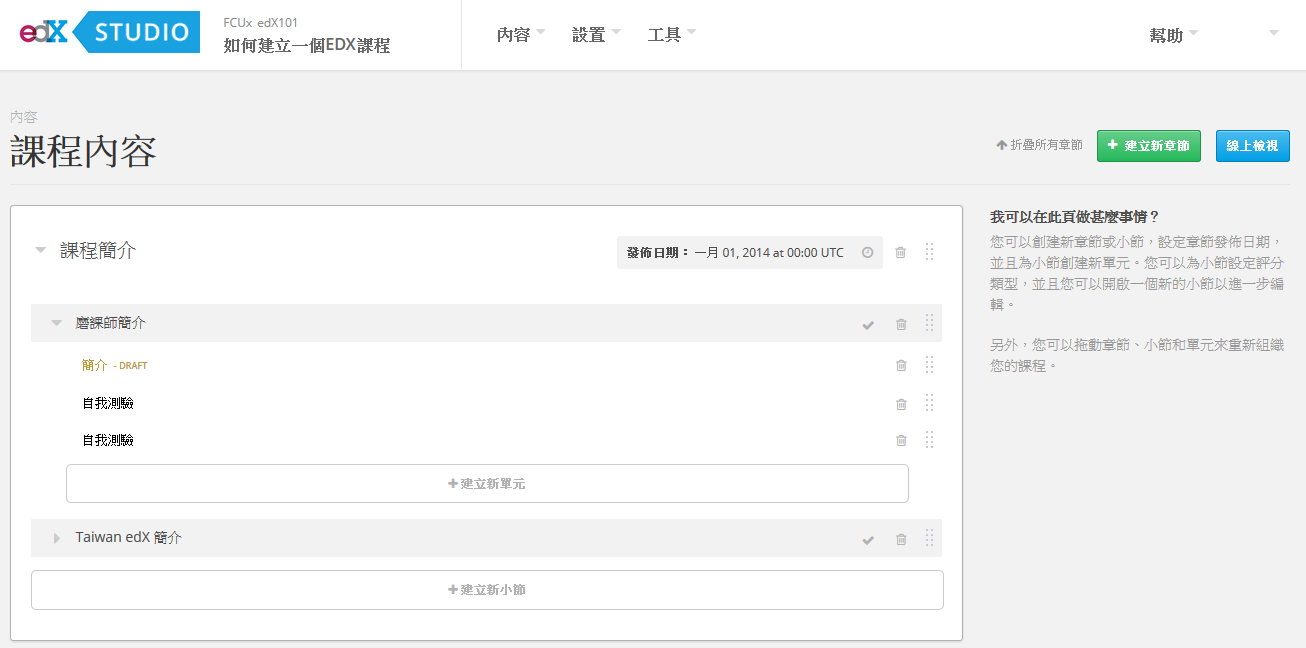 edX STUDIO
FCUx edX101
如何建立一個EDX課程
內容
設置
工具
幫助
內容
課程內容
折疊所有章節
建立新章節
線上檢視
課程簡介
發佈日期： 一月 01, 2014 at 00:00 UTC
磨課師簡介
簡介 - DRAFT
自我測驗
自我測驗
建立新單元
Taiwan edX 簡介
建立新小節
我可以在此頁做甚麼事情？
您可以創建新章節或小節，設定章節發佈日期，
並且為小節創建新單元。您可以為小節設定評分
類型，並且您可以開啟一個新的小節以進一步編
輯。
另外，您可以拖動章節、小節和單元來重新組織
您的課程。